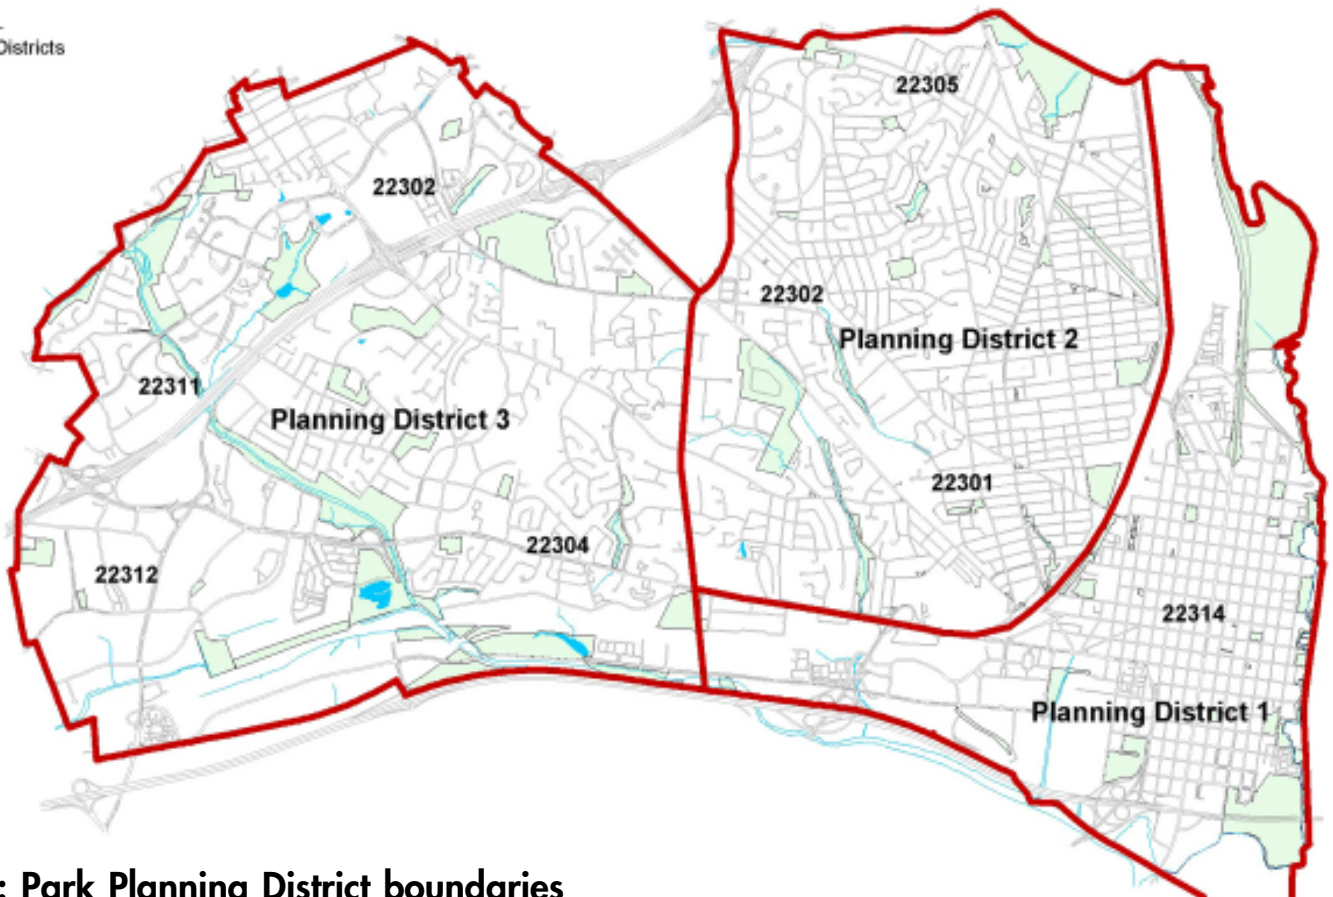 Districts
22305
22302
22302
Planning District 2
22311
Planning District 3
22301
22304
22312
22314
Planning District 1
: Park Planning District boundaries